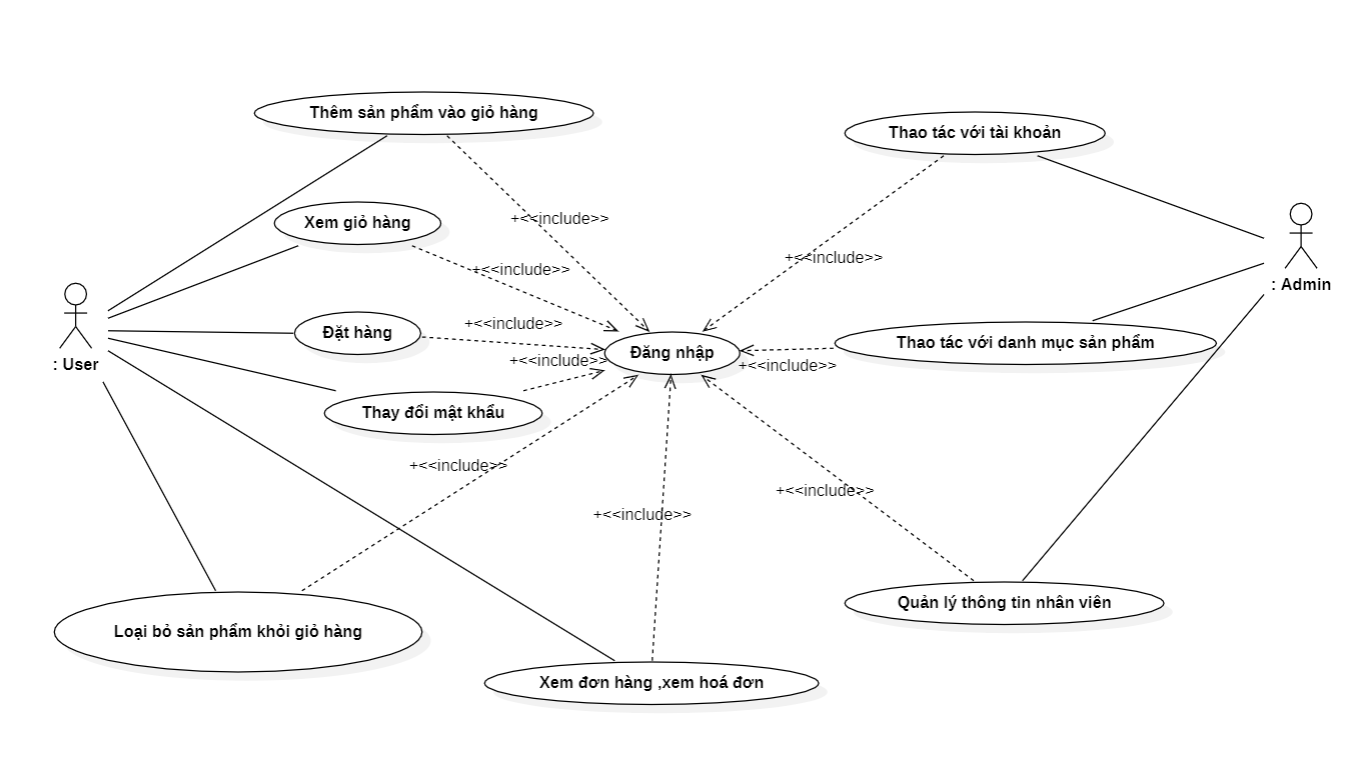 Thêm sản phẩm vào giỏ hàng
Thao tác với tài khoản
+<<include>>
Xem giỏ hàng
+<<include>>
+<<include>>
: Admin
Đặt hàng
+<<include>>
Đăng nhập
Thao tác với danh mục sản phẩm
: User
+<<include>>
+<<include>>
Thay đổi mật khẩu
+<<include>>
+<<include>>
+<<include>>
Loại bỏ sản phẩm khỏi giỏ hàng
Quản lý thông tin nhân viên
Xem đơn hàng ,xem hoá đơn